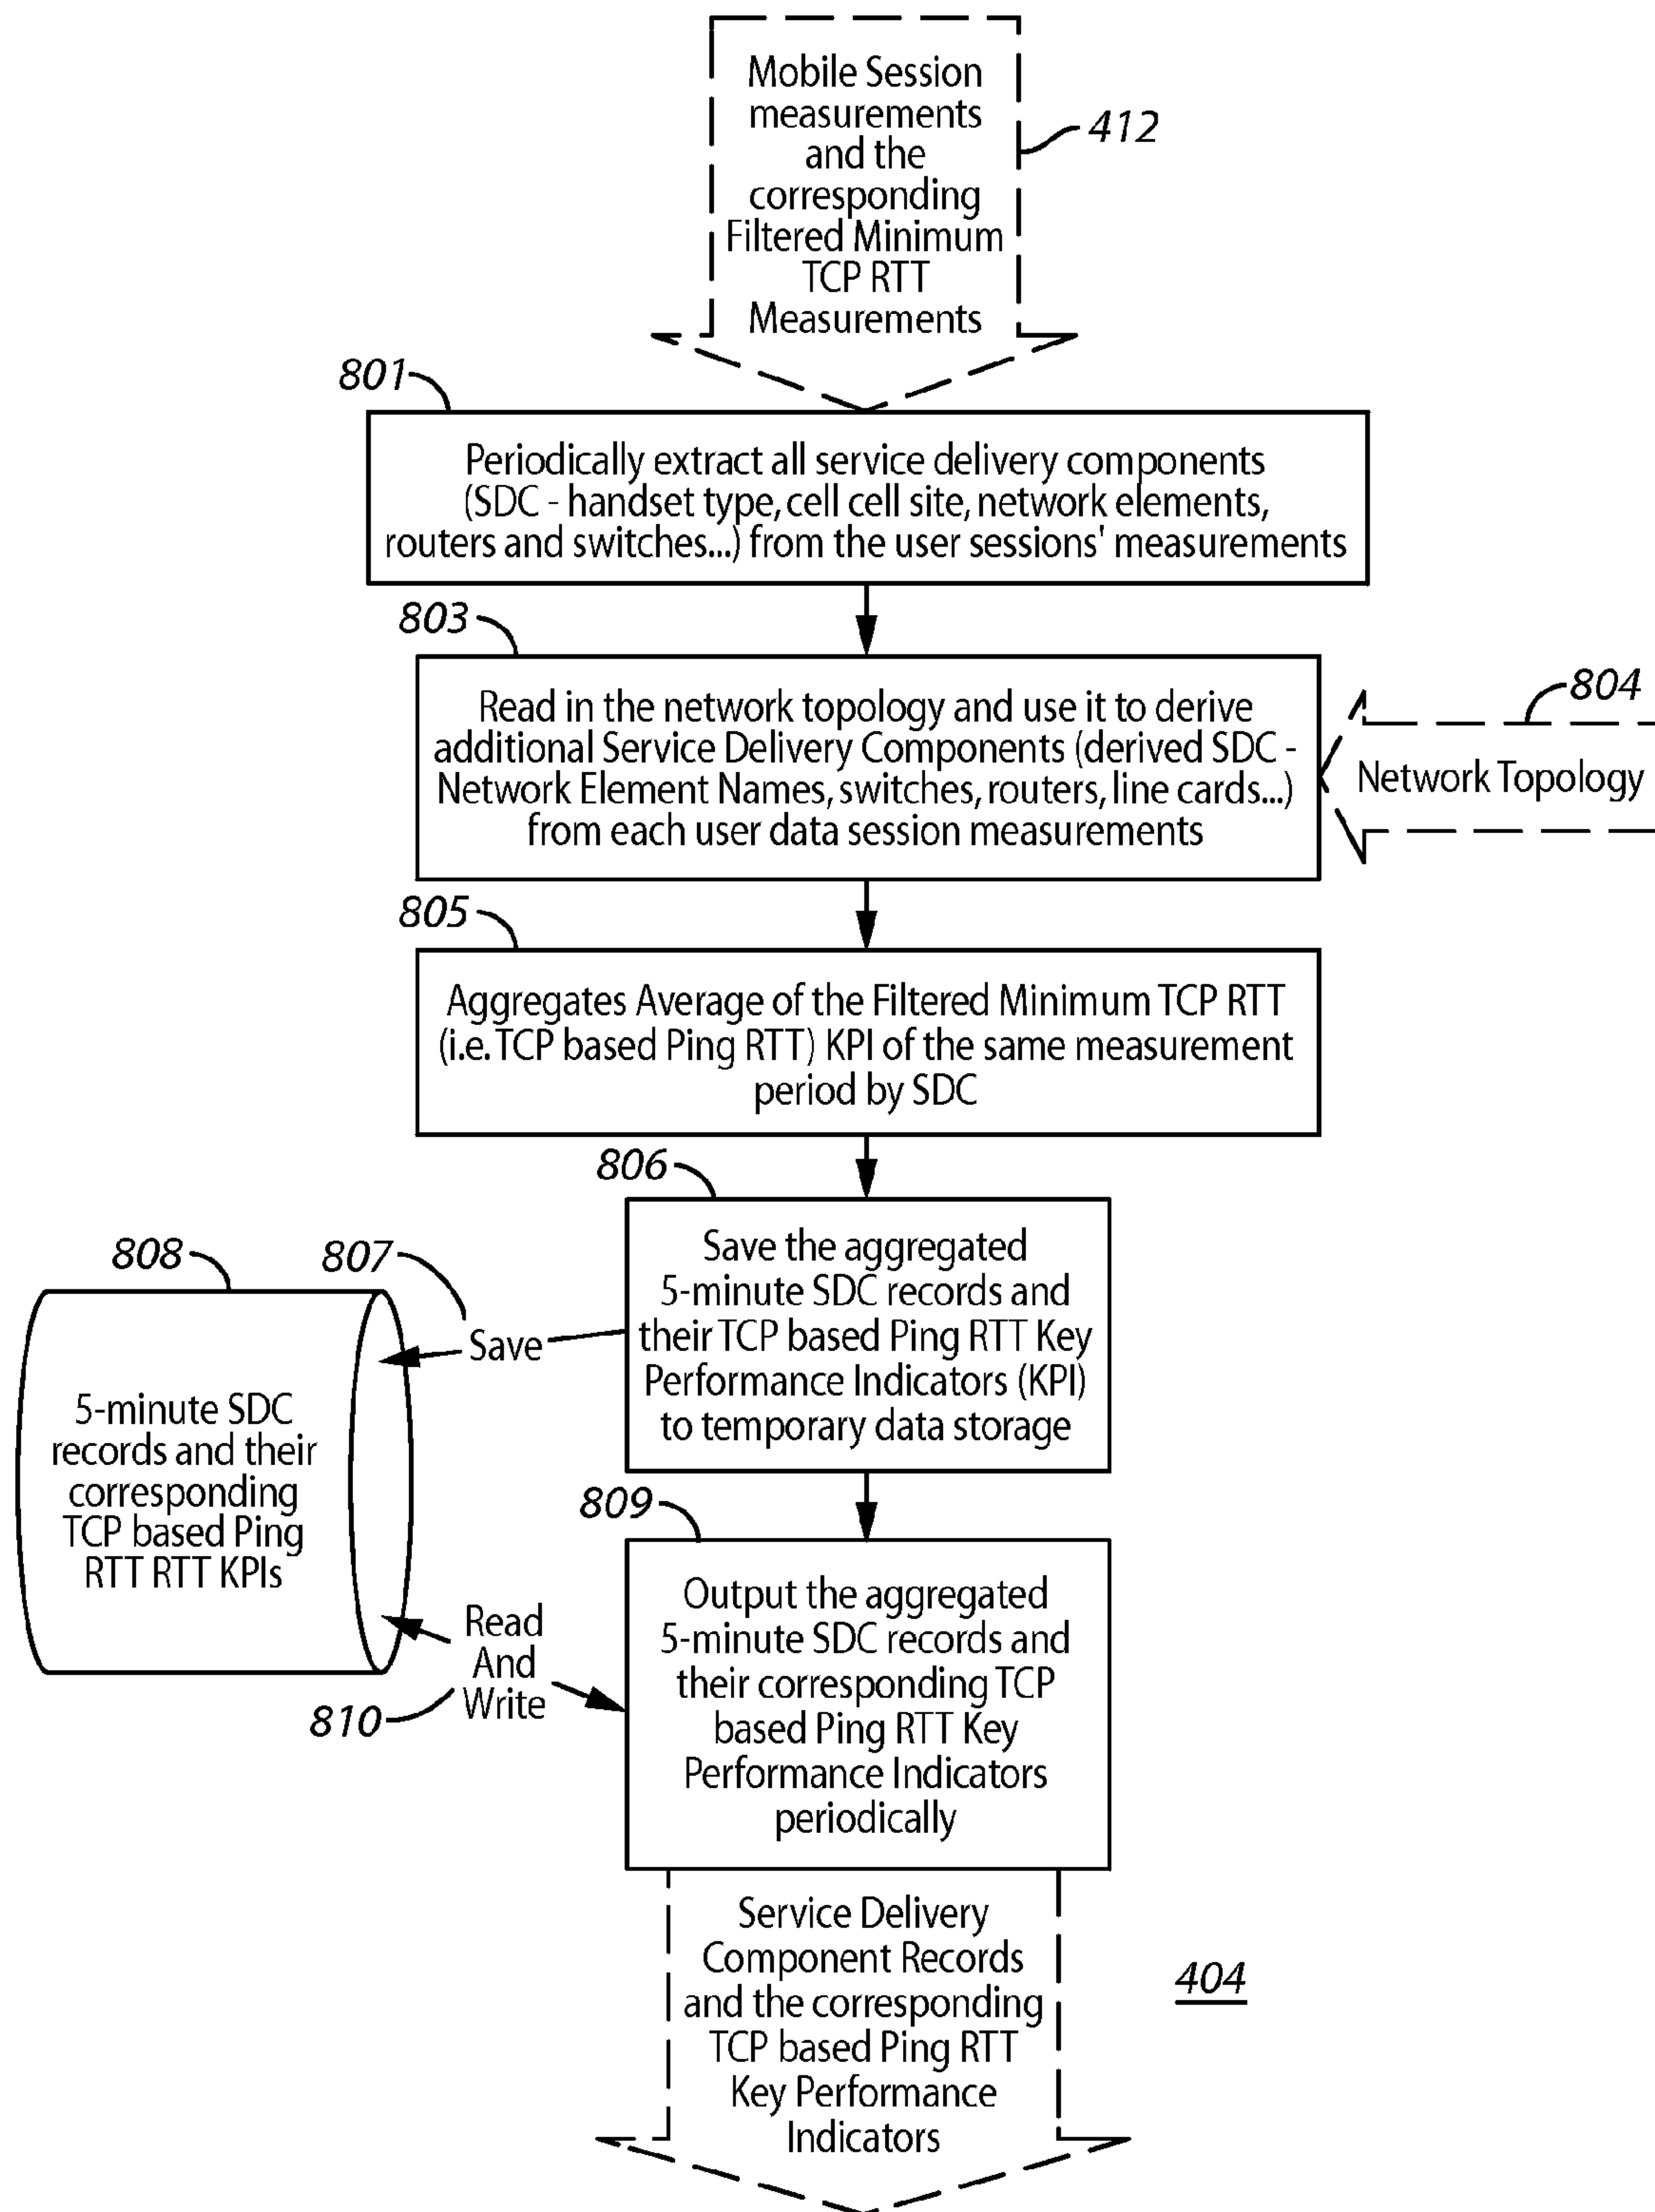 Mobile Session
measurements
and the
corresponding
Filtered Minimum
TCP RTT
Measurements
412
801
Periodically extract all service delivery components
(SDC - handset type, cell cell site, network elements,
routers and switches...) from the user sessions' measurements
803
Read in the network topology and use it to derive
additional Service Delivery Components (derived SDC -
Network Element Names, switches, routers, line cards...)
from each user data session measurements
804
Network Topology
805
Aggregates Average of the Filtered Minimum TCP RTT
(i.e. TCP based Ping RTT) KPI of the same measurement
period by SDC
806
Save the aggregated
5-minute SDC records and
their TCP based Ping RTT Key
Performance Indicators (KPI)
to temporary data storage
807
Save
808
5-minute SDC
records and their
corresponding
TCP based Ping
RTT RTT KPIs
809
Output the aggregated
5-minute SDC records and
their corresponding TCP
based Ping RTT Key
Performance Indicators
periodically
Read
And
Write
810
Service Delivery
Component Records
and the corresponding
TCP based Ping RTT
Key Performance
Indicators
404